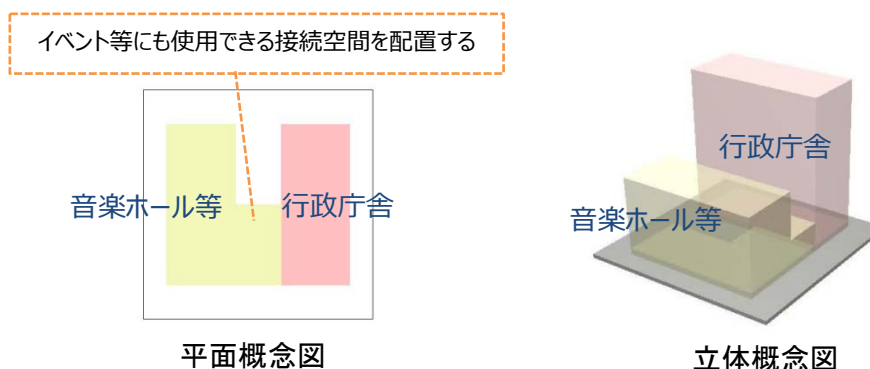 イベント等にも使用できる接続空間を配置する
音楽ホール等
行政庁舎
平面概念図
行政庁舎
音楽ホール等
立体概念図